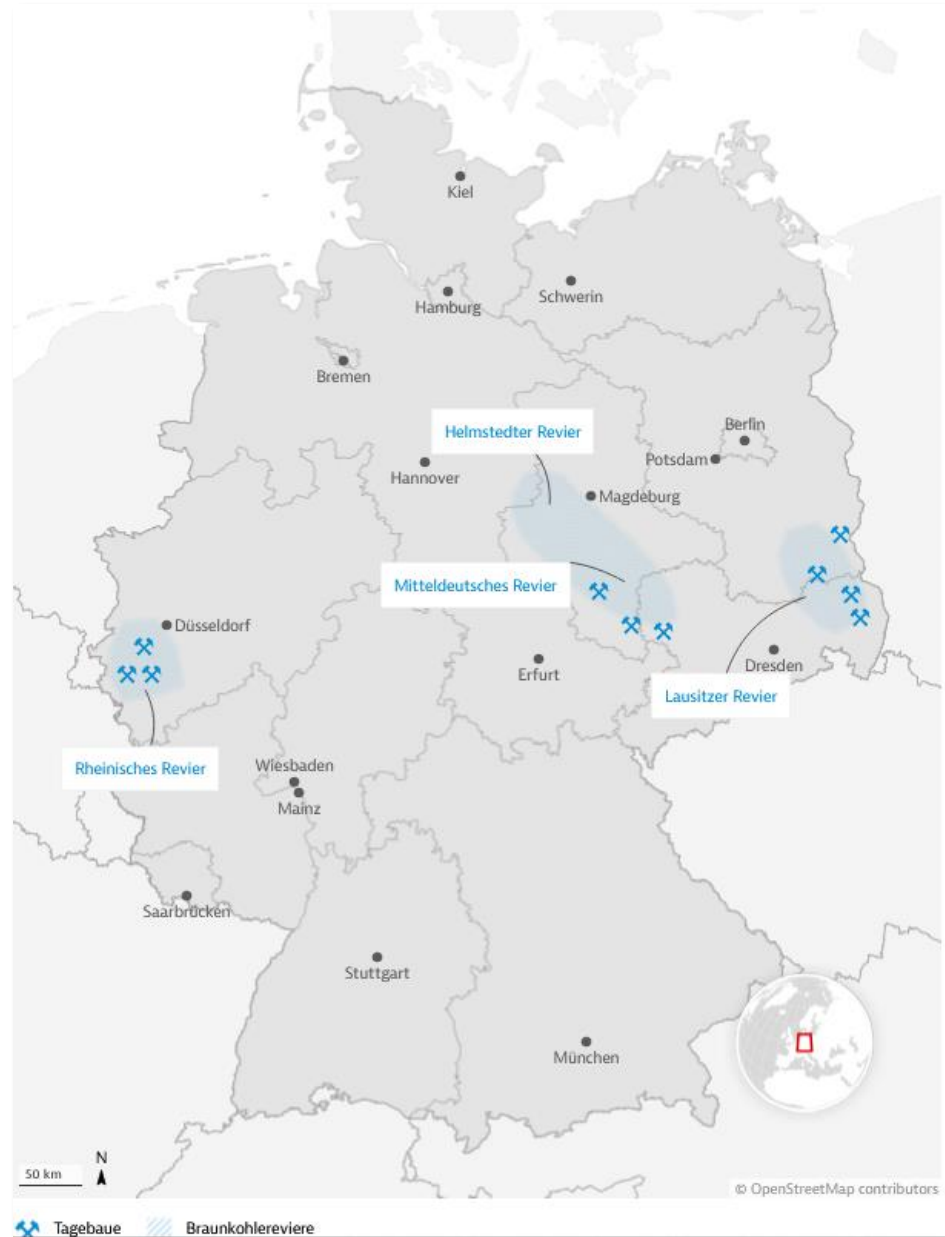 Kiel
Schwerin
Hamburg
Bremen
Helmstedter Revier
Berlin
Potsdam
Hannover
Magdeburg
Mitteldeutsches Revier
Düsseldorf
Erfurt
Dresden
Lausitzer Revier
Rheinisches Revier
Wiesbaden
Mainz
Saarbrücken
Stuttgart
München
N
50 km
© OpenStreetMap contributors
Tagebaue
Braunkohlereviere